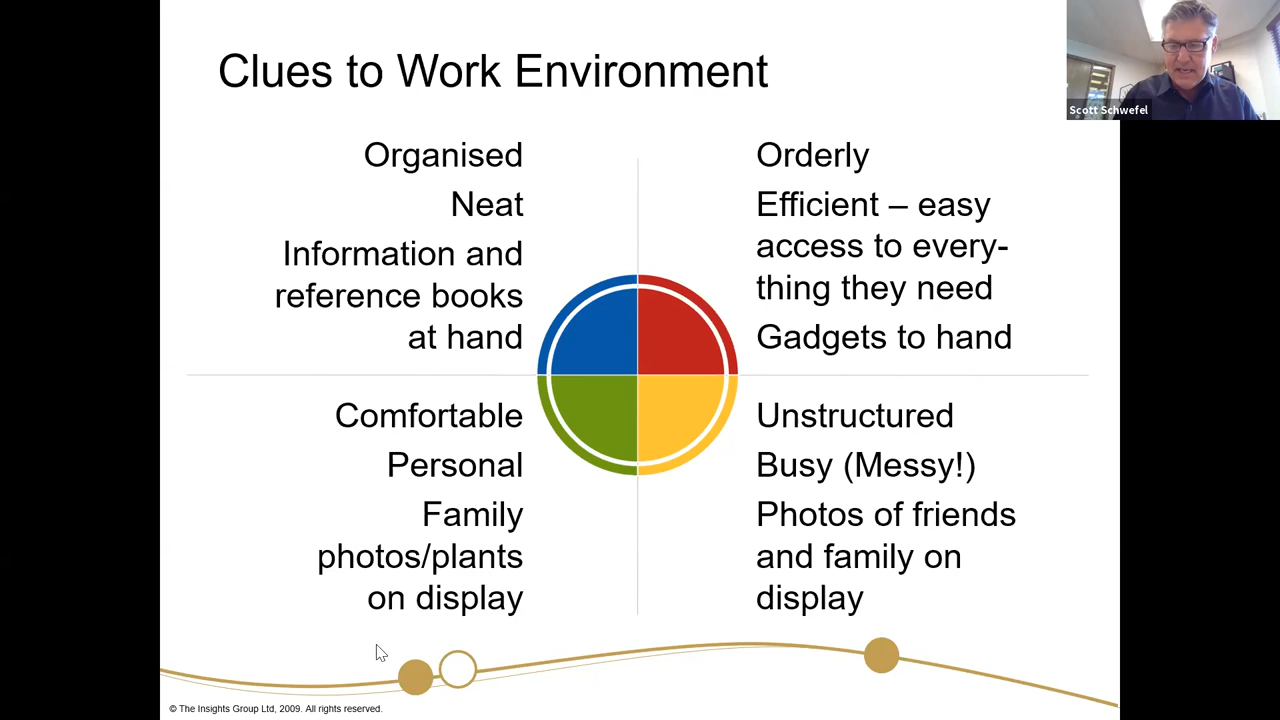 Clues to Work Environment
Scott Schwefel
Organised
Neat
Information and
reference books
at hand
Orderly
Efficient – easy
access to every-
thing they need
Gadgets to hand
Comfortable
Personal
Family
photos/plants
on display
Unstructured
Busy (Messy!)
Photos of friends
and family on
display
© The Insights Group Ltd, 2009. All rights reserved.